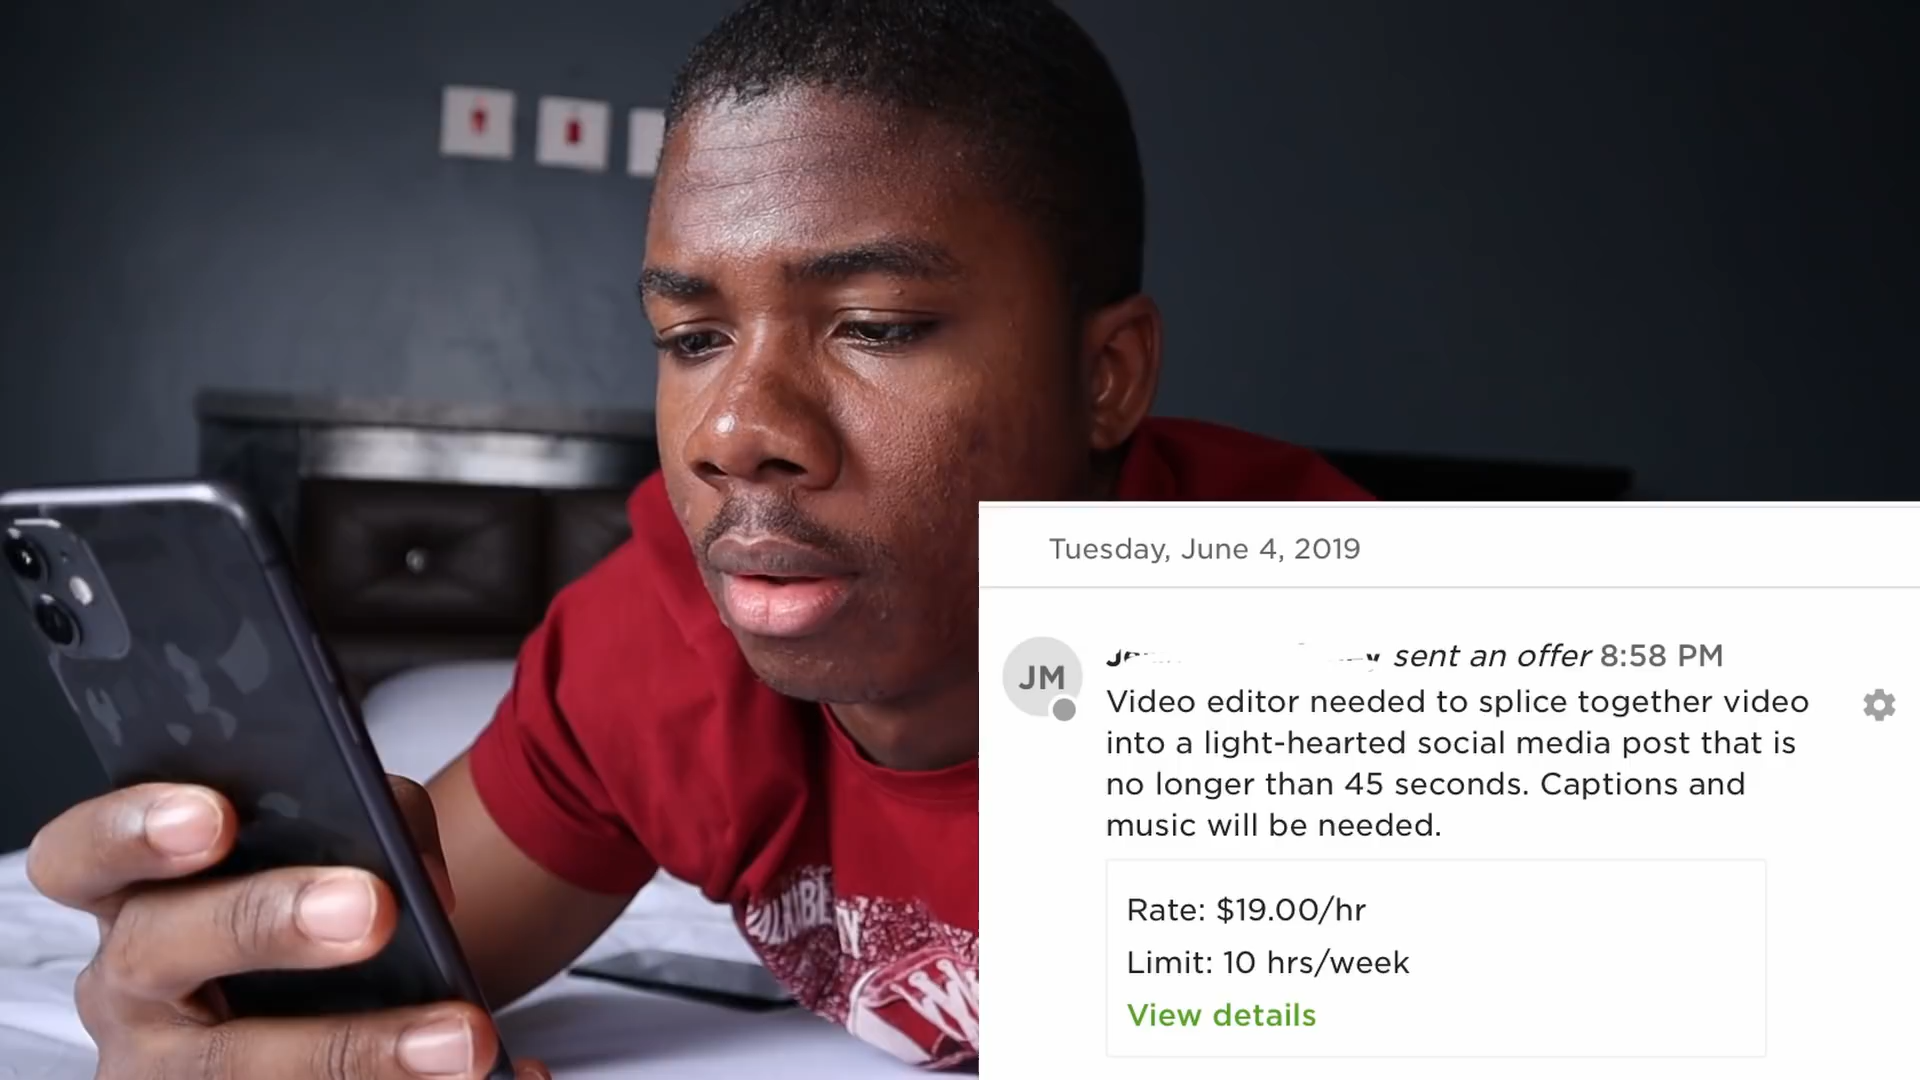 Tuesday, June 4, 2019
JM
sent an offer 8:58 PM
Video editor needed to splice together video
into a light-hearted social media post that is
no longer than 45 seconds. Captions and
music will be needed.
Rate: $19.00/hr
Limit: 10 hrs/week
View details